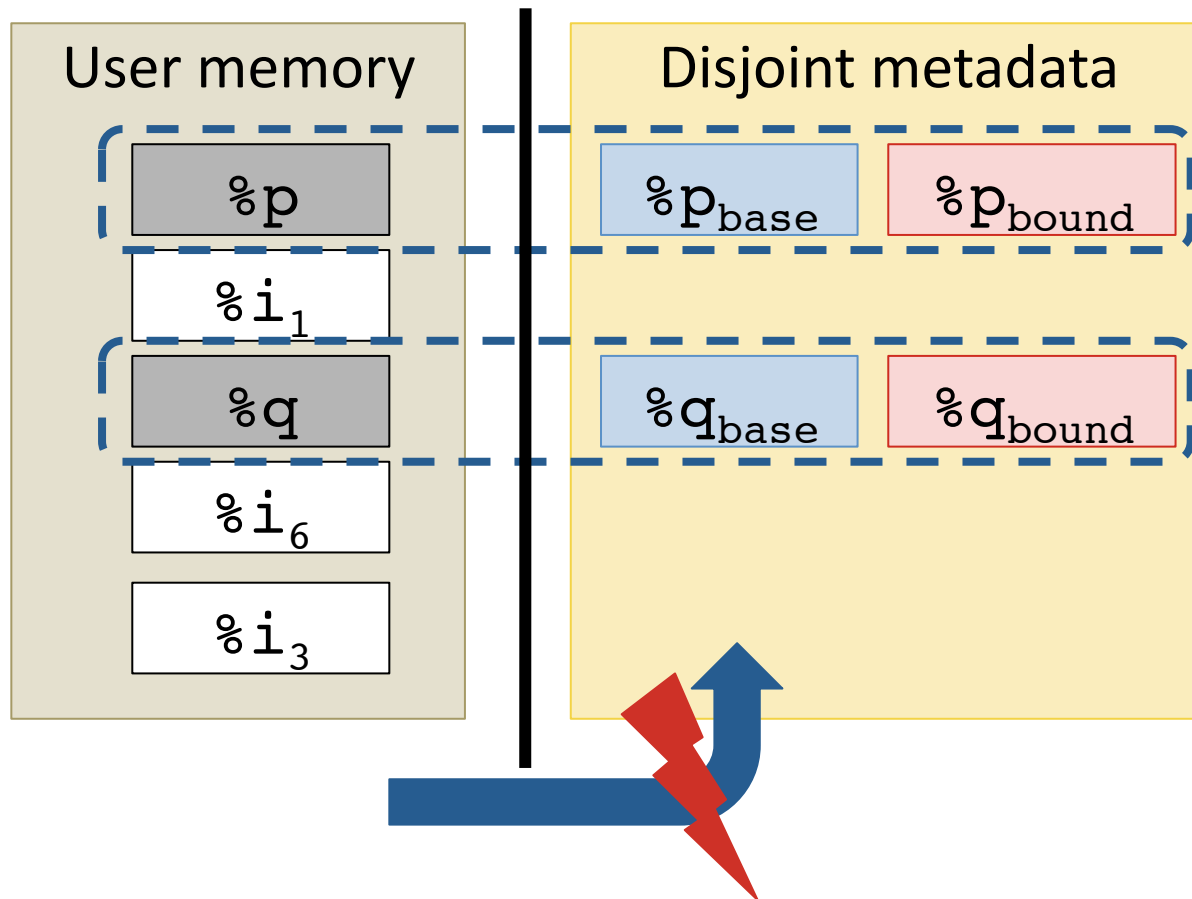 User memory
Disjoint metadata
%p
%p_base
%p_bound
%i_1
%q
%q_base
%q_bound
%i_6
%i_3